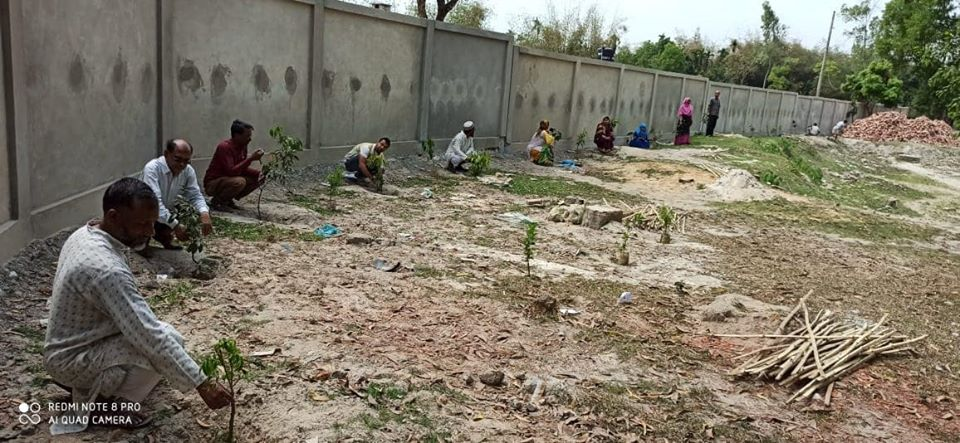 REDMI NOTE 8 PRO
AI QUAD CAMERA